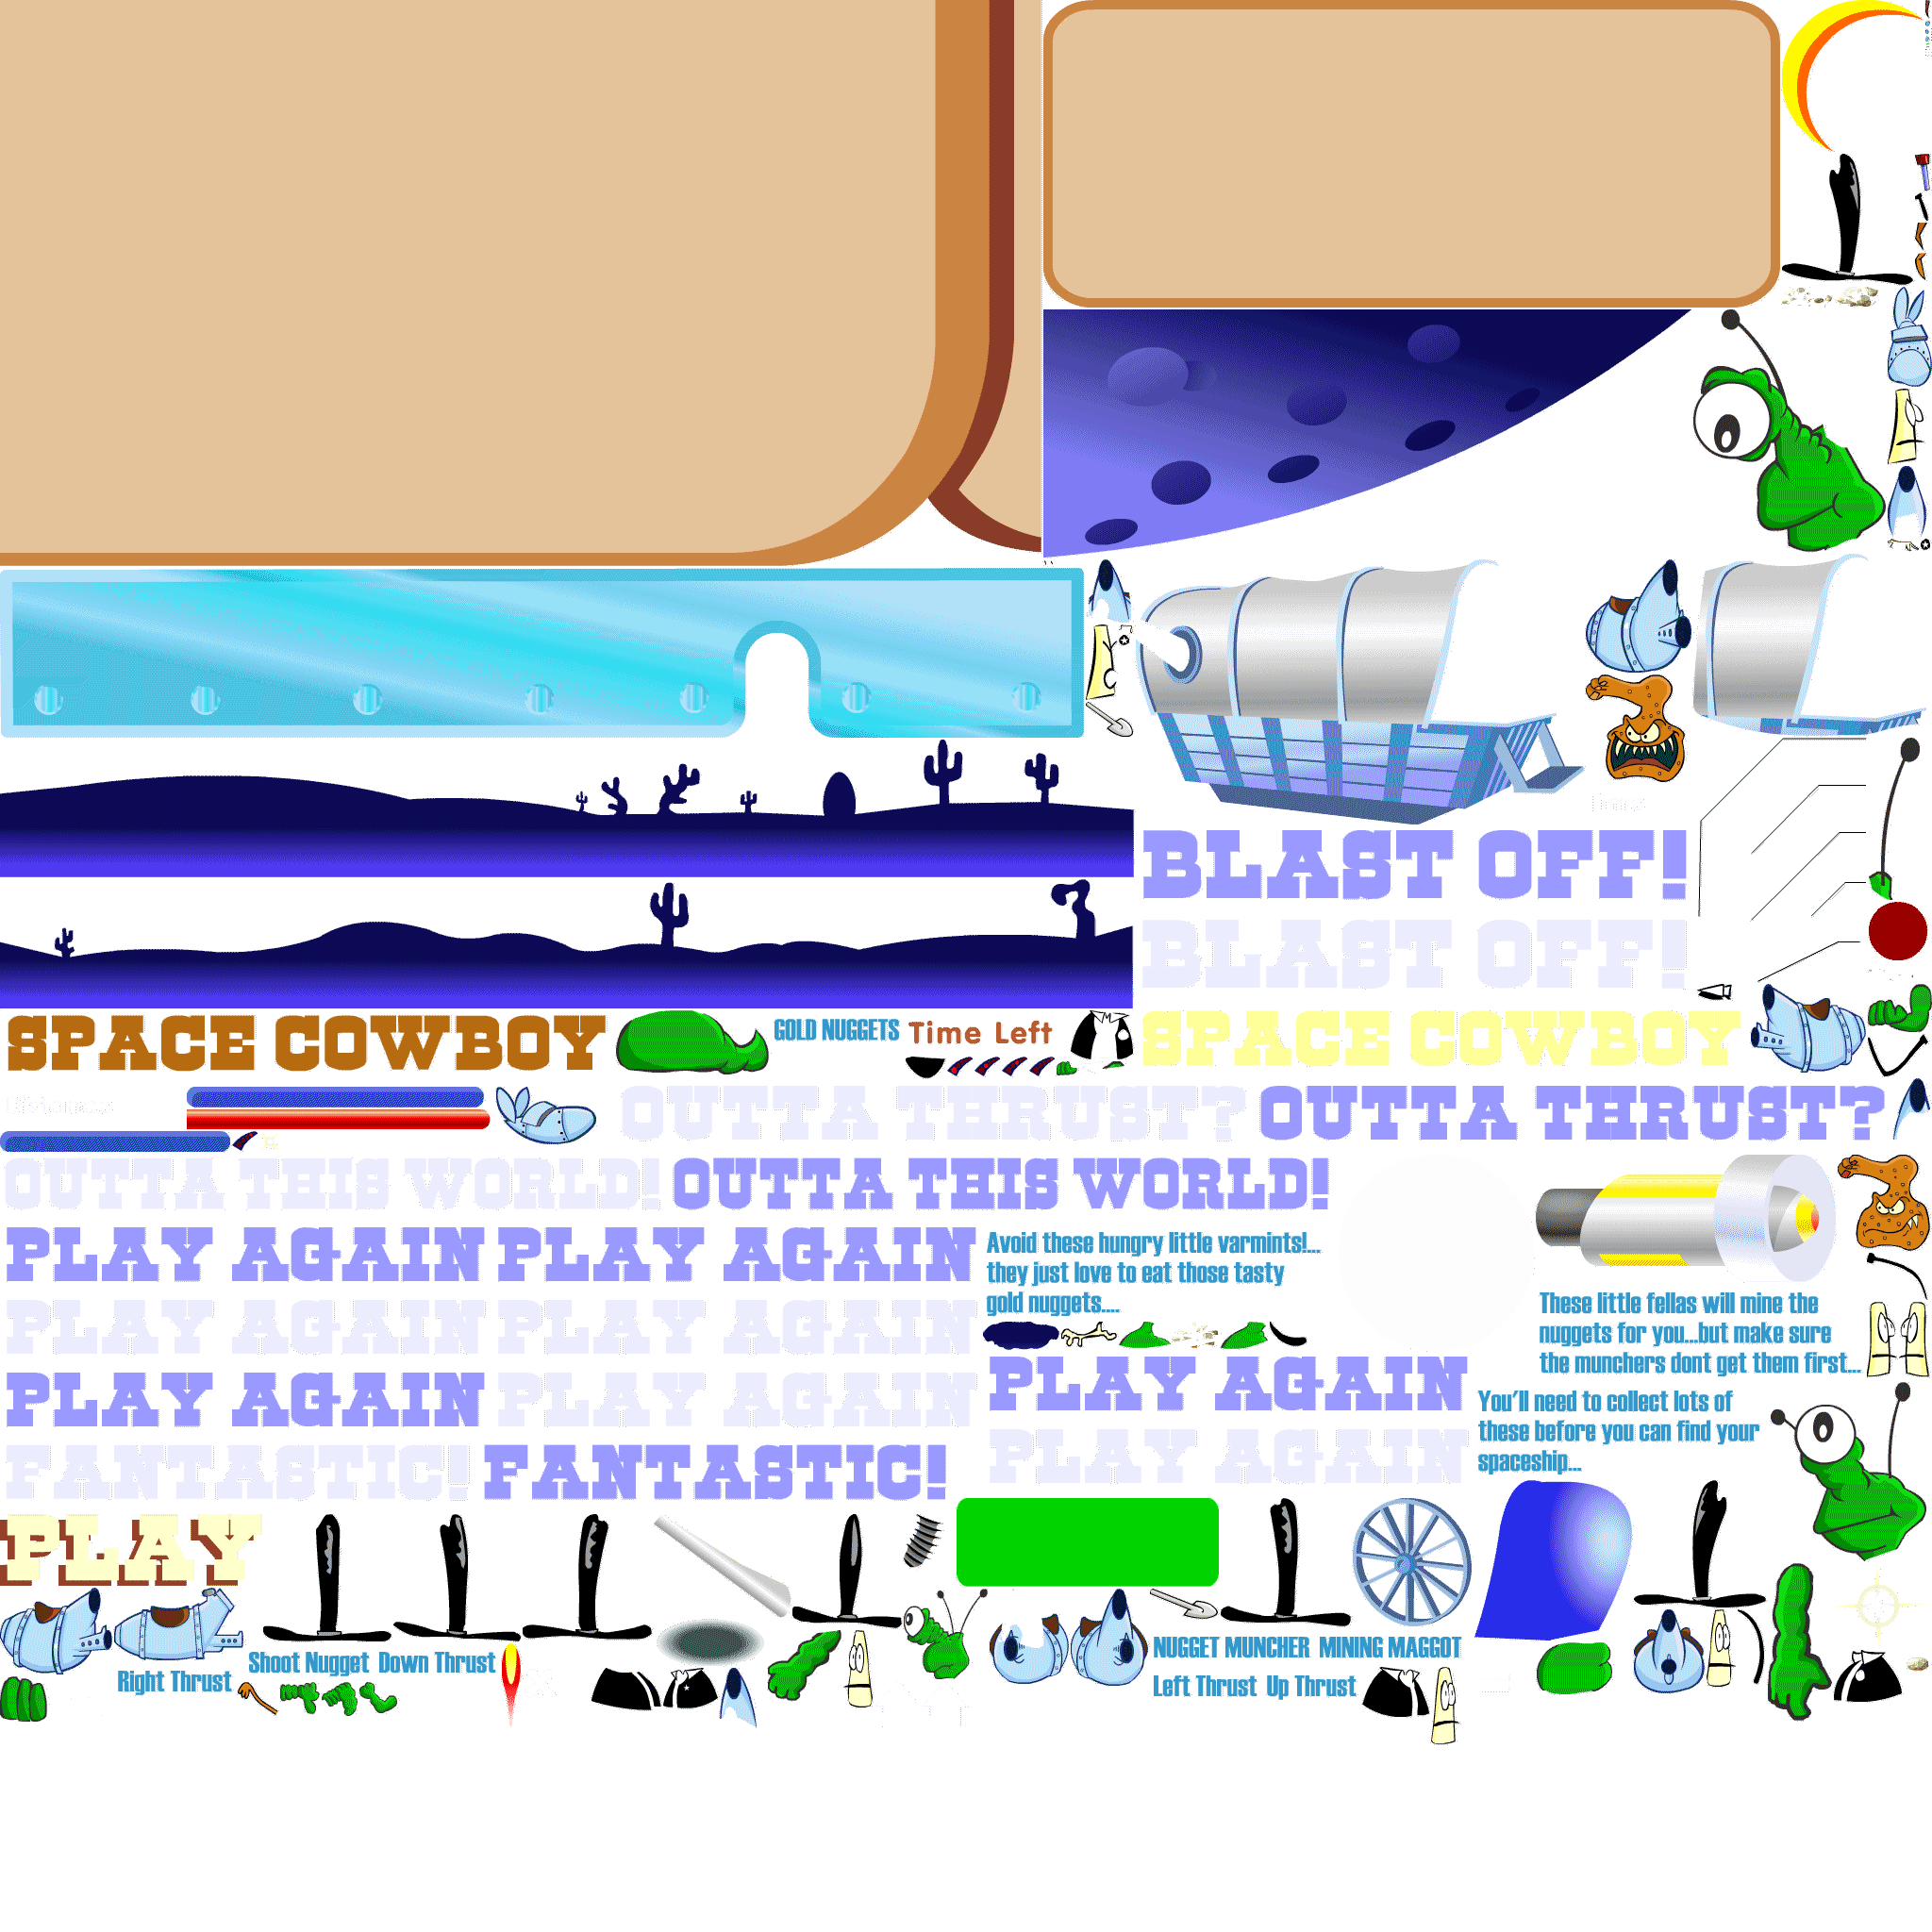 BLAST OFF!
BLAST OFF!
SPACE COWBOY
GOLD NUGGETS
Time Left
SPACE COWBOY
Distance
OUTTA THRUST?
OUTTA THRUST?
OUTTA THIS WORLD!
OUTTA THIS WORLD!
PLAY AGAIN
PLAY AGAIN
Avoid these hungry little varmints!...
they just love to eat those tasty
gold nuggets....
These little fellas will mine the
nuggets for you...but make sure
the munchers dont get them first...
PLAY AGAIN
PLAY AGAIN
PLAY AGAIN
PLAY AGAIN
PLAY AGAIN
PLAY AGAIN
You'll need to collect lots of
these before you can find your
spaceship...
FANTASTIC!
FANTASTIC!
PLAY
Shoot Nugget
Down Thrust
Right Thrust
NUGGET MUNCHER
MINING MAGGOT
Left Thrust
Up Thrust